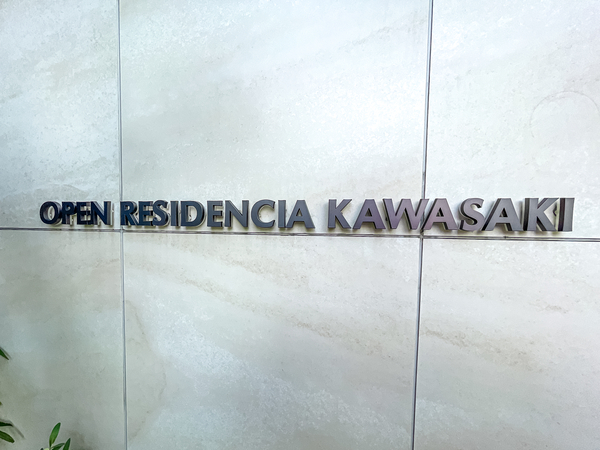 OPEN RESIDENCIA KAWASAKI